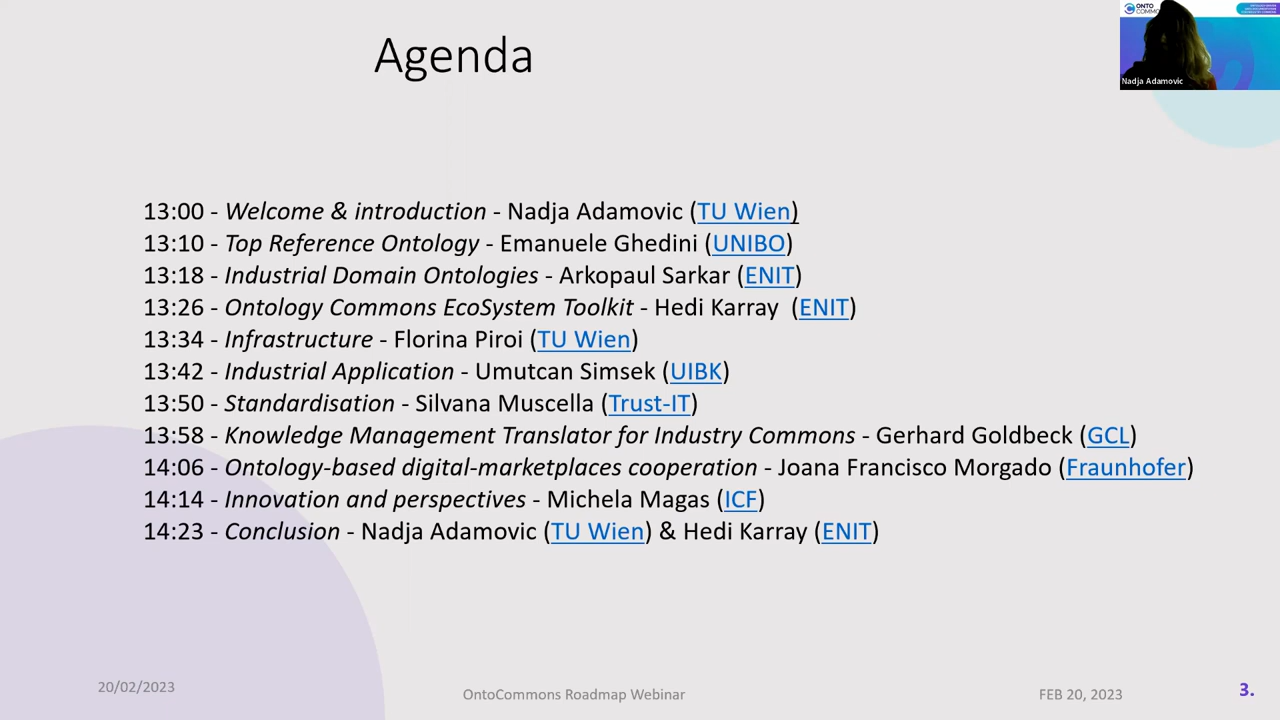 Agenda
ONTO
COMMO
Nadja Adamovic
13:00 - Welcome & introduction - Nadja Adamovic (TU Wien)
13:10 - Top Reference Ontology - Emanuele Ghedini (UNIBO)
13:18 - Industrial Domain Ontologies - Arkopaul Sarkar (ENIT)
13:26 - Ontology Commons EcoSystem Toolkit - Hedi Karray (ENIT)
13:34 - Infrastructure - Florina Piroi (TU Wien)
13:42 - Industrial Application - Umutcan Simsek (UIBK)
13:50 - Standardisation - Silvana Muscella (Trust-IT)
13:58 - Knowledge Management Translator for Industry Commons - Gerhard Goldbeck (GCL)
14:06 - Ontology-based digital-marketplaces cooperation - Joana Francisco Morgado (Fraunhofer)
14:14 - Innovation and perspectives - Michela Magas (ICF)
14:23 - Conclusion - Nadja Adamovic (TU Wien) & Hedi Karray (ENIT)
20/02/2023
OntoCommons Roadmap Webinar
FEB 20, 2023
3.